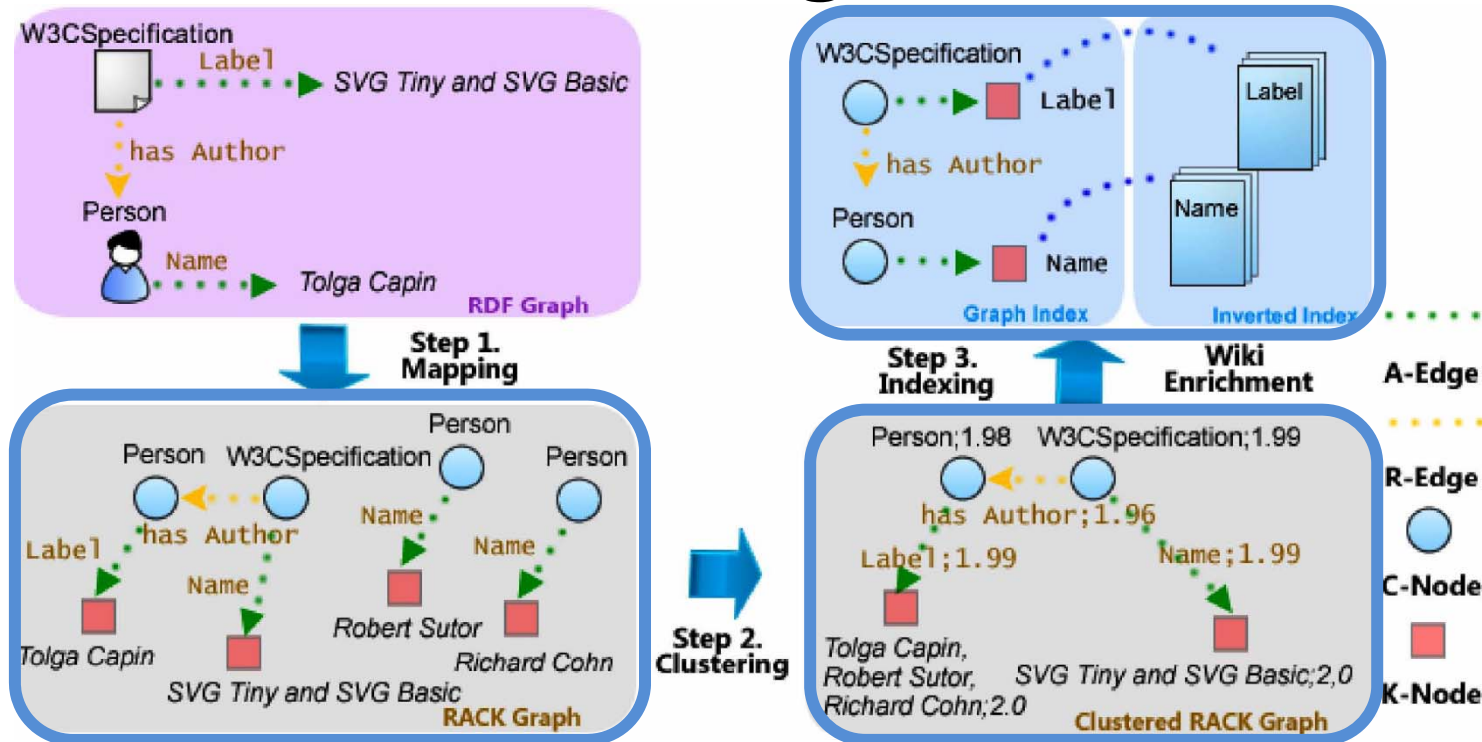 W3CSpecification
Label
SVG Tiny and SVG Basic
has Author
Person
Name
Tolga Capin
RDF Graph
Step 1.
Mapping
Person
Person W3CSpecification Person
Name
has Author
Label
Name
Name
Robert Sutor
Tolga Capin
Richard Cohn
SVG Tiny and SVG Basic
RACK Graph
Step 2.
Clustering
Person;1.98 W3CSpecification;1.99
has Author;1.96
Label;1.99
Name;1.99
Tolga Capin,
Robert Sutor,
Richard Cohn;2.0
SVG Tiny and SVG Basic;2,0
Clustered RACK Graph
Step 3.
Indexing
Wiki
Enrichment
W3CSpecification
Label
has Author
Person
Name
Graph Index
Label
Name
Inverted Index
A-Edge
R-Edge
C-Node
K-Node